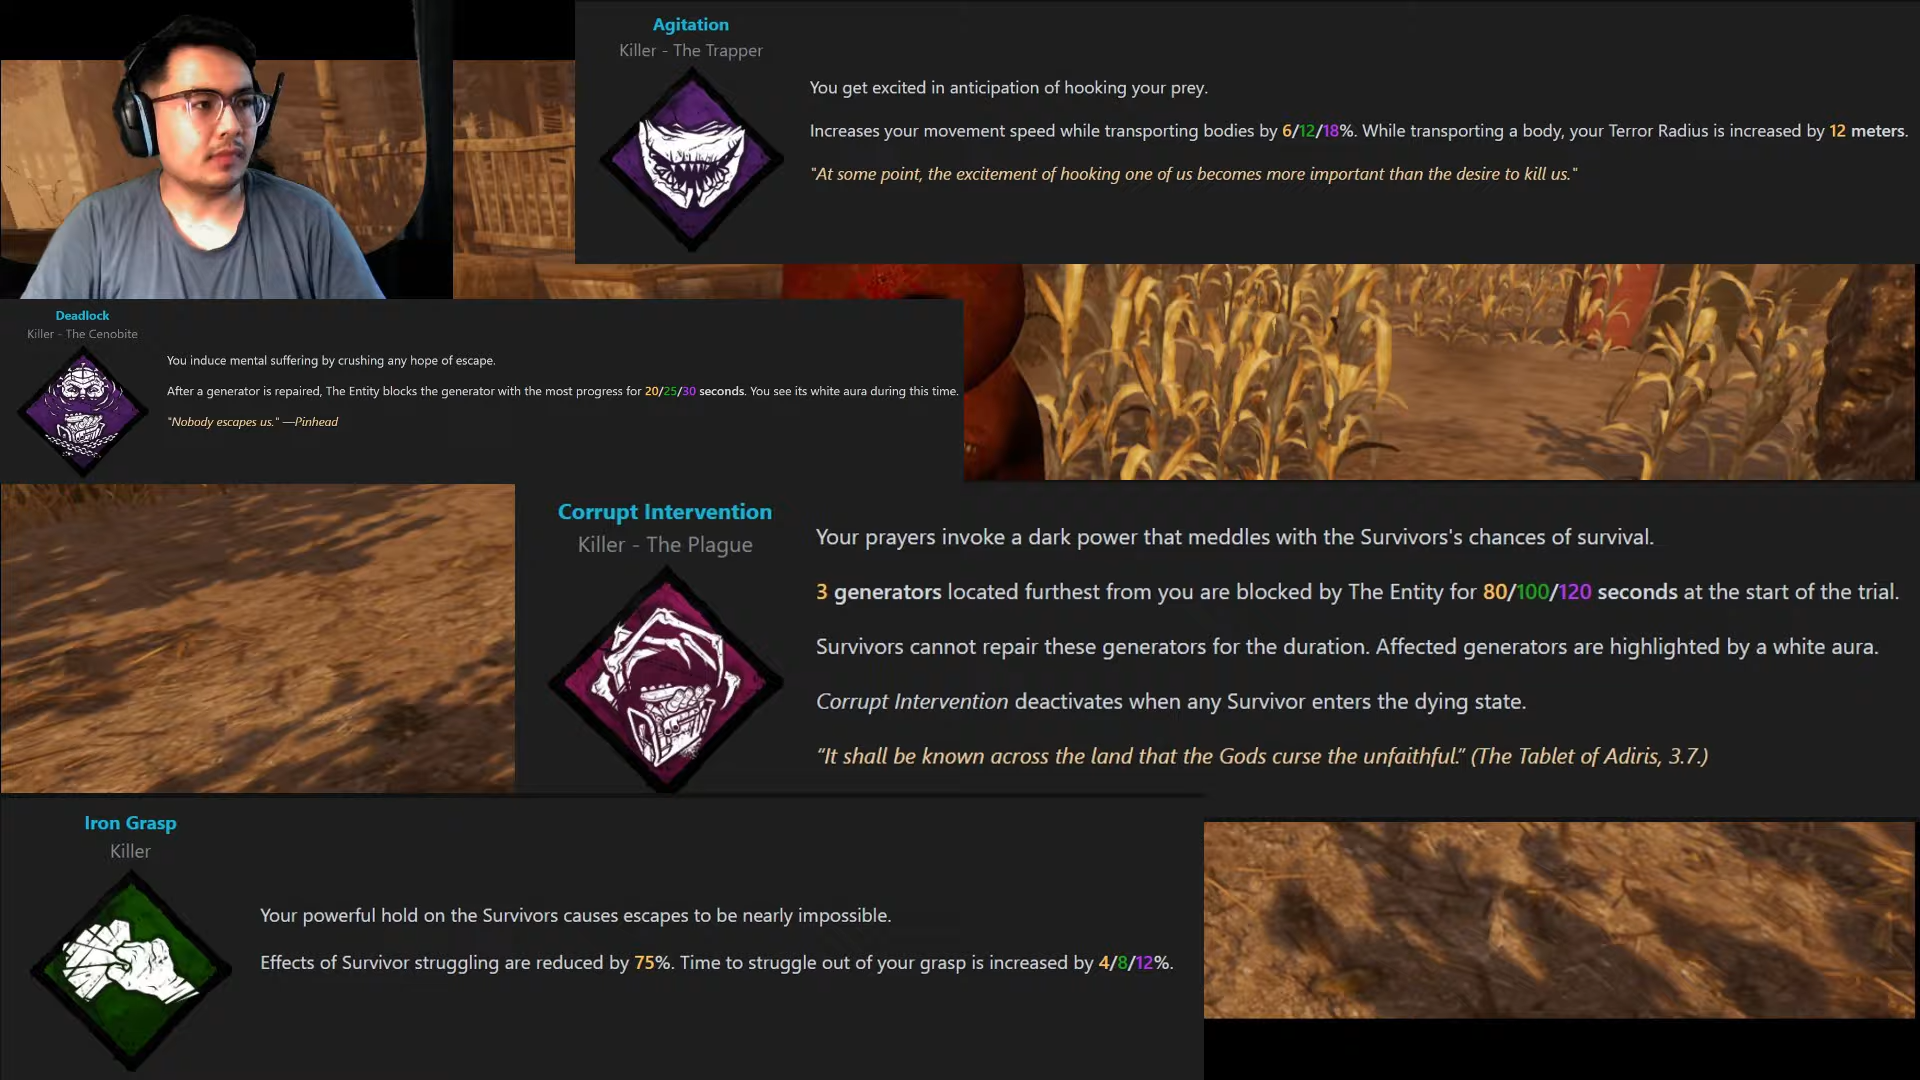 Agitation
Killer - The Trapper
You get excited in anticipation of hooking your prey.
Increases your movement speed while transporting bodies by 6/12/18%. While transporting a body, your Terror Radius is increased by 12 meters.
"At some point, the excitement of hooking one of us becomes more important than the desire to kill us."
Deadlock
Killer - The Cenobite
You induce mental suffering by crushing any hope of escape.
After a generator is repaired, The Entity blocks the generator with the most progress for 20/25/30 seconds. You see its white aura during this time.
"Nobody escapes us." —Pinhead
Corrupt Intervention
Killer - The Plague
Your prayers invoke a dark power that meddles with the Survivors's chances of survival.
3 generators located furthest from you are blocked by The Entity for 80/100/120 seconds at the start of the trial.
Survivors cannot repair these generators for the duration. Affected generators are highlighted by a white aura.
Corrupt Intervention deactivates when any Survivor enters the dying state.
“It shall be known across the land that the Gods curse the unfaithful.” (The Tablet of Adiris, 3.7.)
Iron Grasp
Killer
Your powerful hold on the Survivors causes escapes to be nearly impossible.
Effects of Survivor struggling are reduced by 75%. Time to struggle out of your grasp is increased by 4/8/12%.